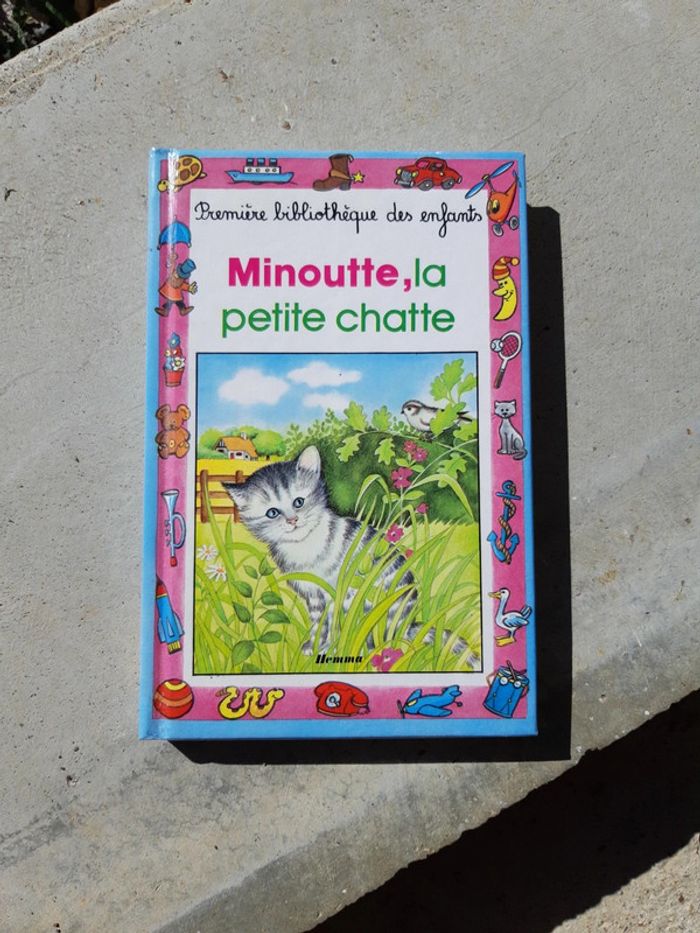 Première bibliothèque des enfants
Minoutte, la
petite chatte
Hemma